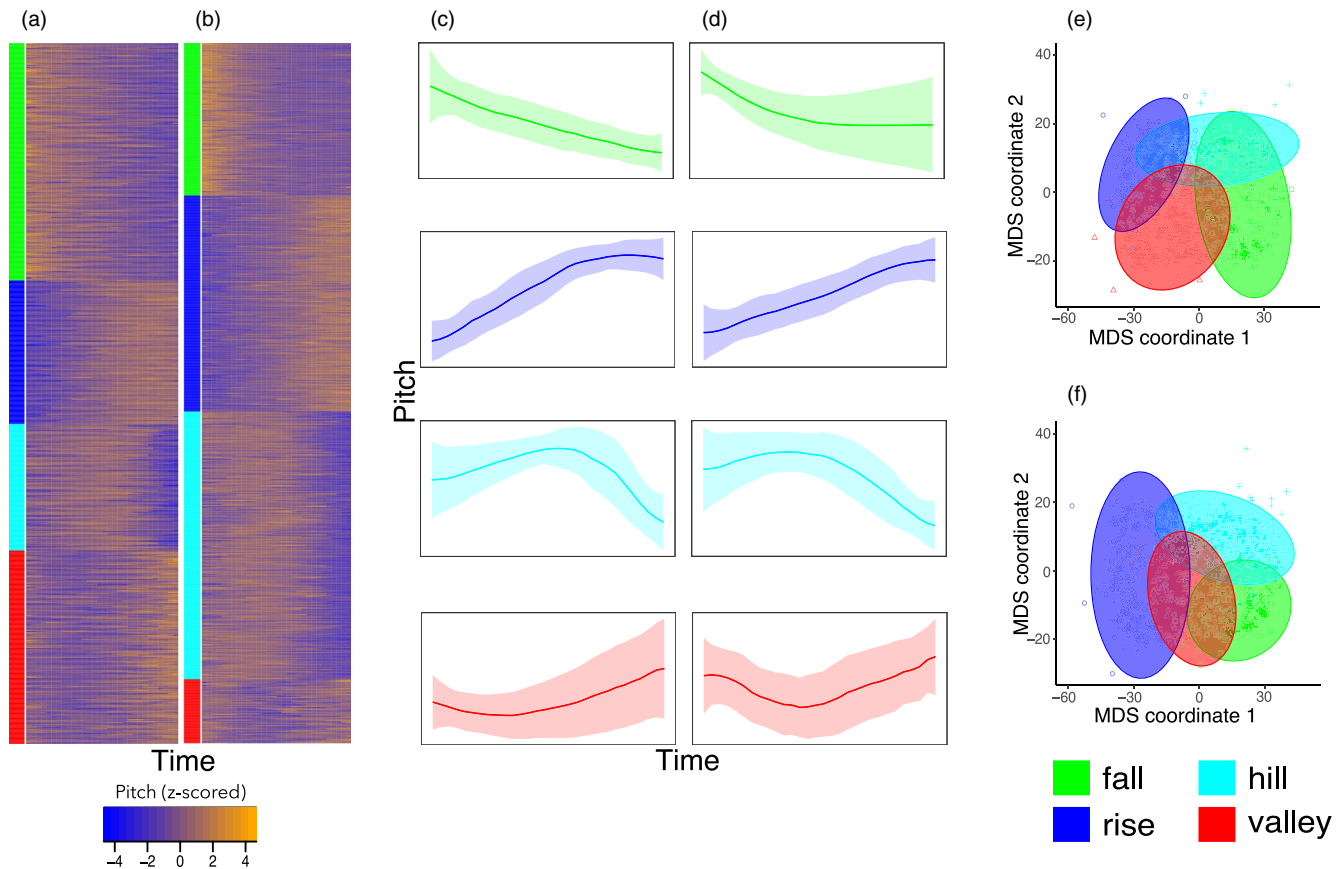 (a)
(b)
(c)
(d)
(e)
Pitch
Time
Time
Pitch (z-scored)
−4 −2 0 2 4
MDS coordinate 2
40
20
0
−20
−60 −30 0 30
MDS coordinate 1
(f)
MDS coordinate 2
40
20
0
−20
−60 −30 0 30
MDS coordinate 1
fall
hill
rise
valley